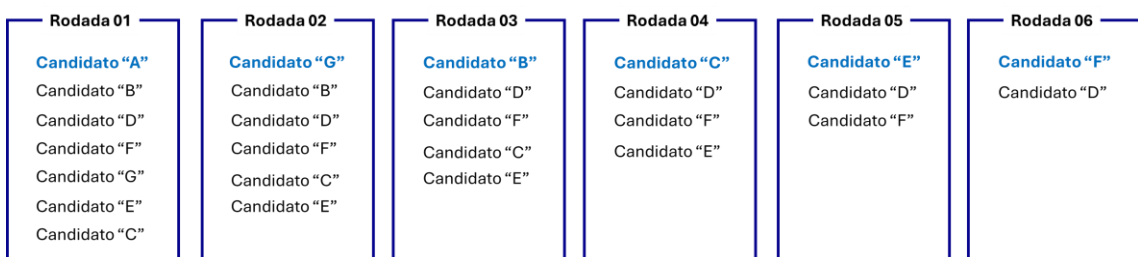 Rodada 01
Candidato “A”
Candidato “B”
Candidato “D”
Candidato “F”
Candidato “G”
Candidato “E”
Candidato “C”
Rodada 02
Candidato “G”
Candidato “B”
Candidato “D”
Candidato “F”
Candidato “C”
Candidato “E”
Rodada 03
Candidato “B”
Candidato “D”
Candidato “F”
Candidato “C”
Candidato “E”
Rodada 04
Candidato “C”
Candidato “D”
Candidato “F”
Candidato “E”
Rodada 05
Candidato “E”
Candidato “D”
Candidato “F”
Rodada 06
Candidato “F”
Candidato “D”